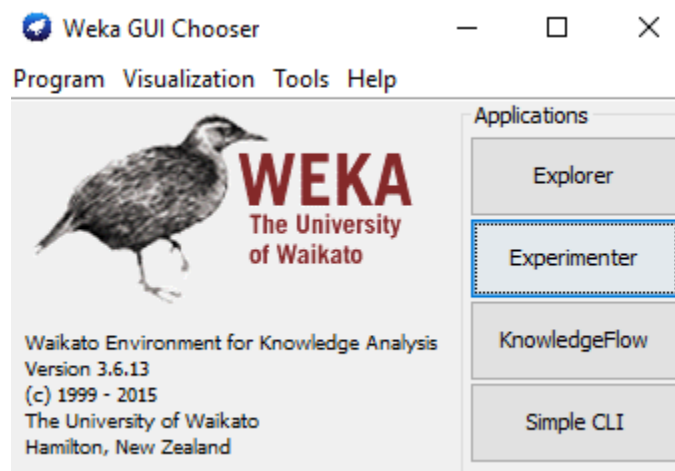 Weka GUI Chooser
Program Visualization Tools Help
WEKA
The University
of Waikato
Waikato Environment for Knowledge Analysis
Version 3.6.13
(c) 1999 - 2015
The University of Waikato
Hamilton, New Zealand
Applications
Explorer
Experimenter
KnowledgeFlow
Simple CLI